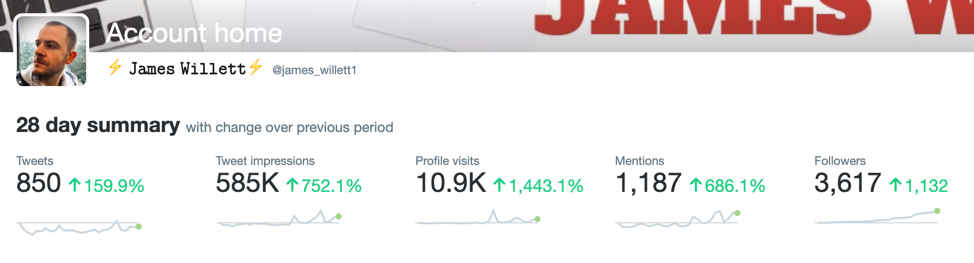 JAMES W
Account home
⚡ James Willett⚡ @james_willett1
28 day summary with change over previous period
Tweets Tweet impressions Profile visits Mentions Followers
850 ↑159.9% 585K ↑752.1% 10.9K ↑1,443.1% 1,187 ↑686.1% 3,617 ↑1,132